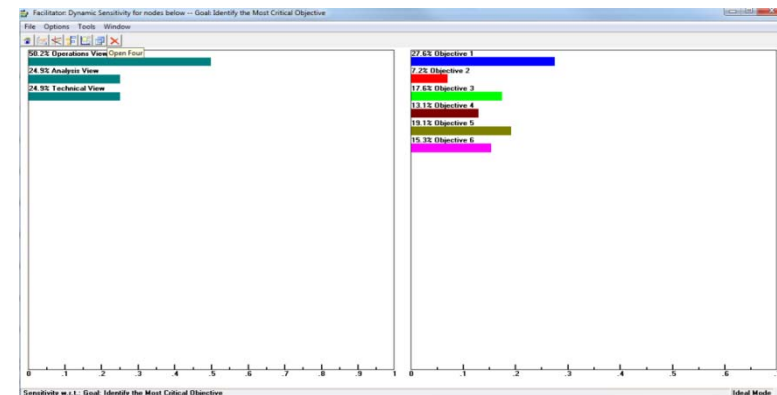 Facilitator: Dynamic Sensitivity for nodes below -- Goal: Identify the Most Critical Objective
File Options Tools Window
Open Four
50.2% Operations View
24.9% Analysis View
24.9% Technical View
0 .1 .2 .3 .4 .5 .6 .7 .8 .9 1
27.6% Objective 1
7.2% Objective 2
17.6% Objective 3
13.1% Objective 4
19.1% Objective 5
15.3% Objective 6
0 .1 .2 .3 .4 .5 .6
Sensitivity w.r.t.: Goal: Identify the Most Critical Objective
Ideal Mode